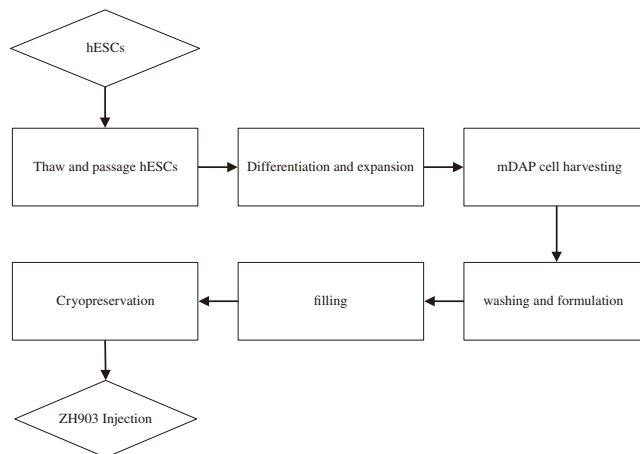 hESCs
Thaw and passage hESCs
Differentiation and expansion
mDAP cell harvesting
washing and formulation
filling
Cryopreservation
ZH903 Injection